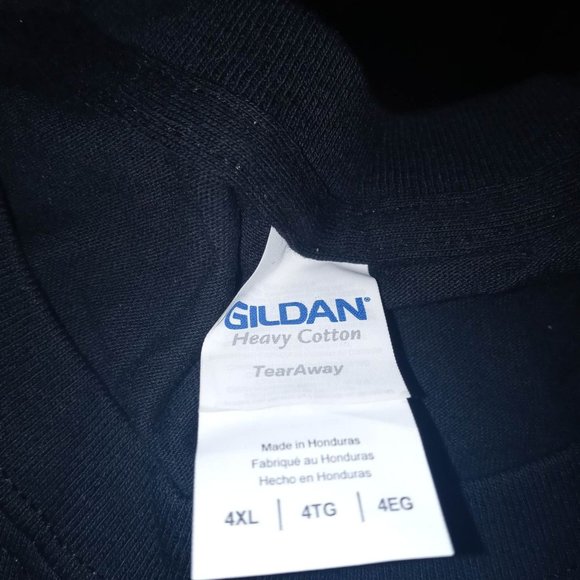 GILDAN®
Heavy Cotton
TearAway
Made in Honduras
Fabriqué au Honduras
Hecho en Honduras
4XL | 4TG | 4EG